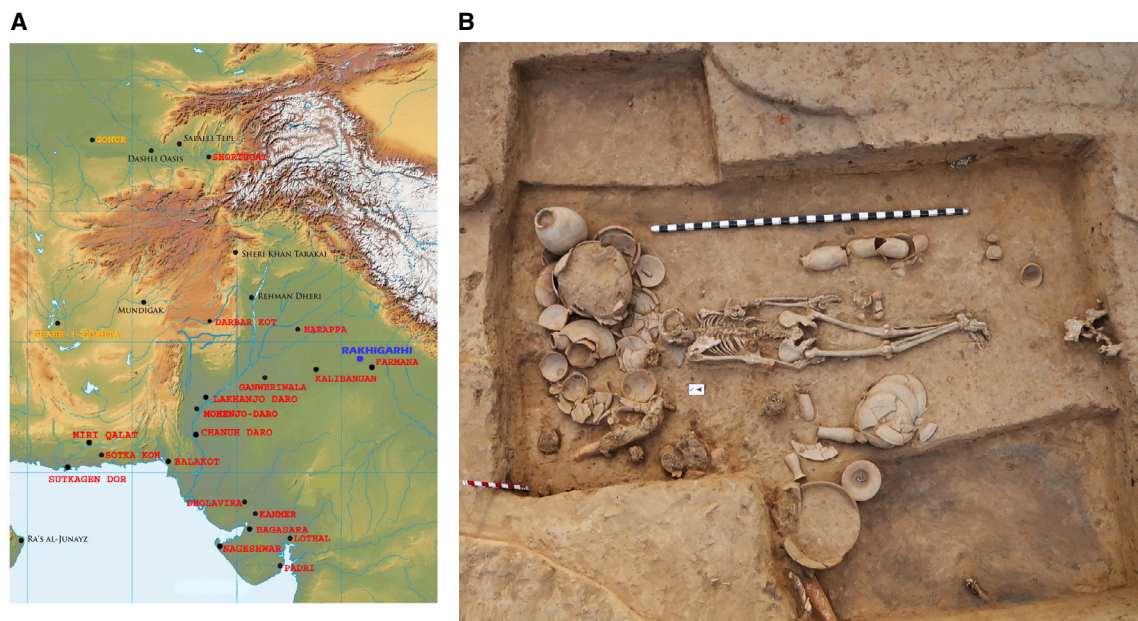 A
B
GONUR
SAPALLI TEPE
DASHLI OASIS
SHORTUGAI
SHERI KHAN TARAKAI
REHMAN DHERI
MUNDIGAK
SHAHR-I-SOKHTA
DARBAR KOT
HARAPPA
RAKHIGARHI
FARMANA
KALIBANGAN
GANWERIWALA
LAKHANJO DARO
MOHENJO-DARO
CHANUH DARO
MIRI QALAT
SOTKA KOH
BALAKOT
SUTKAGEN DOR
DHOLAVIRA
KANMER
BAGASARA
LOTHAL
RA'S AL-JUNAYZ
NAGESHWAR
PADRI